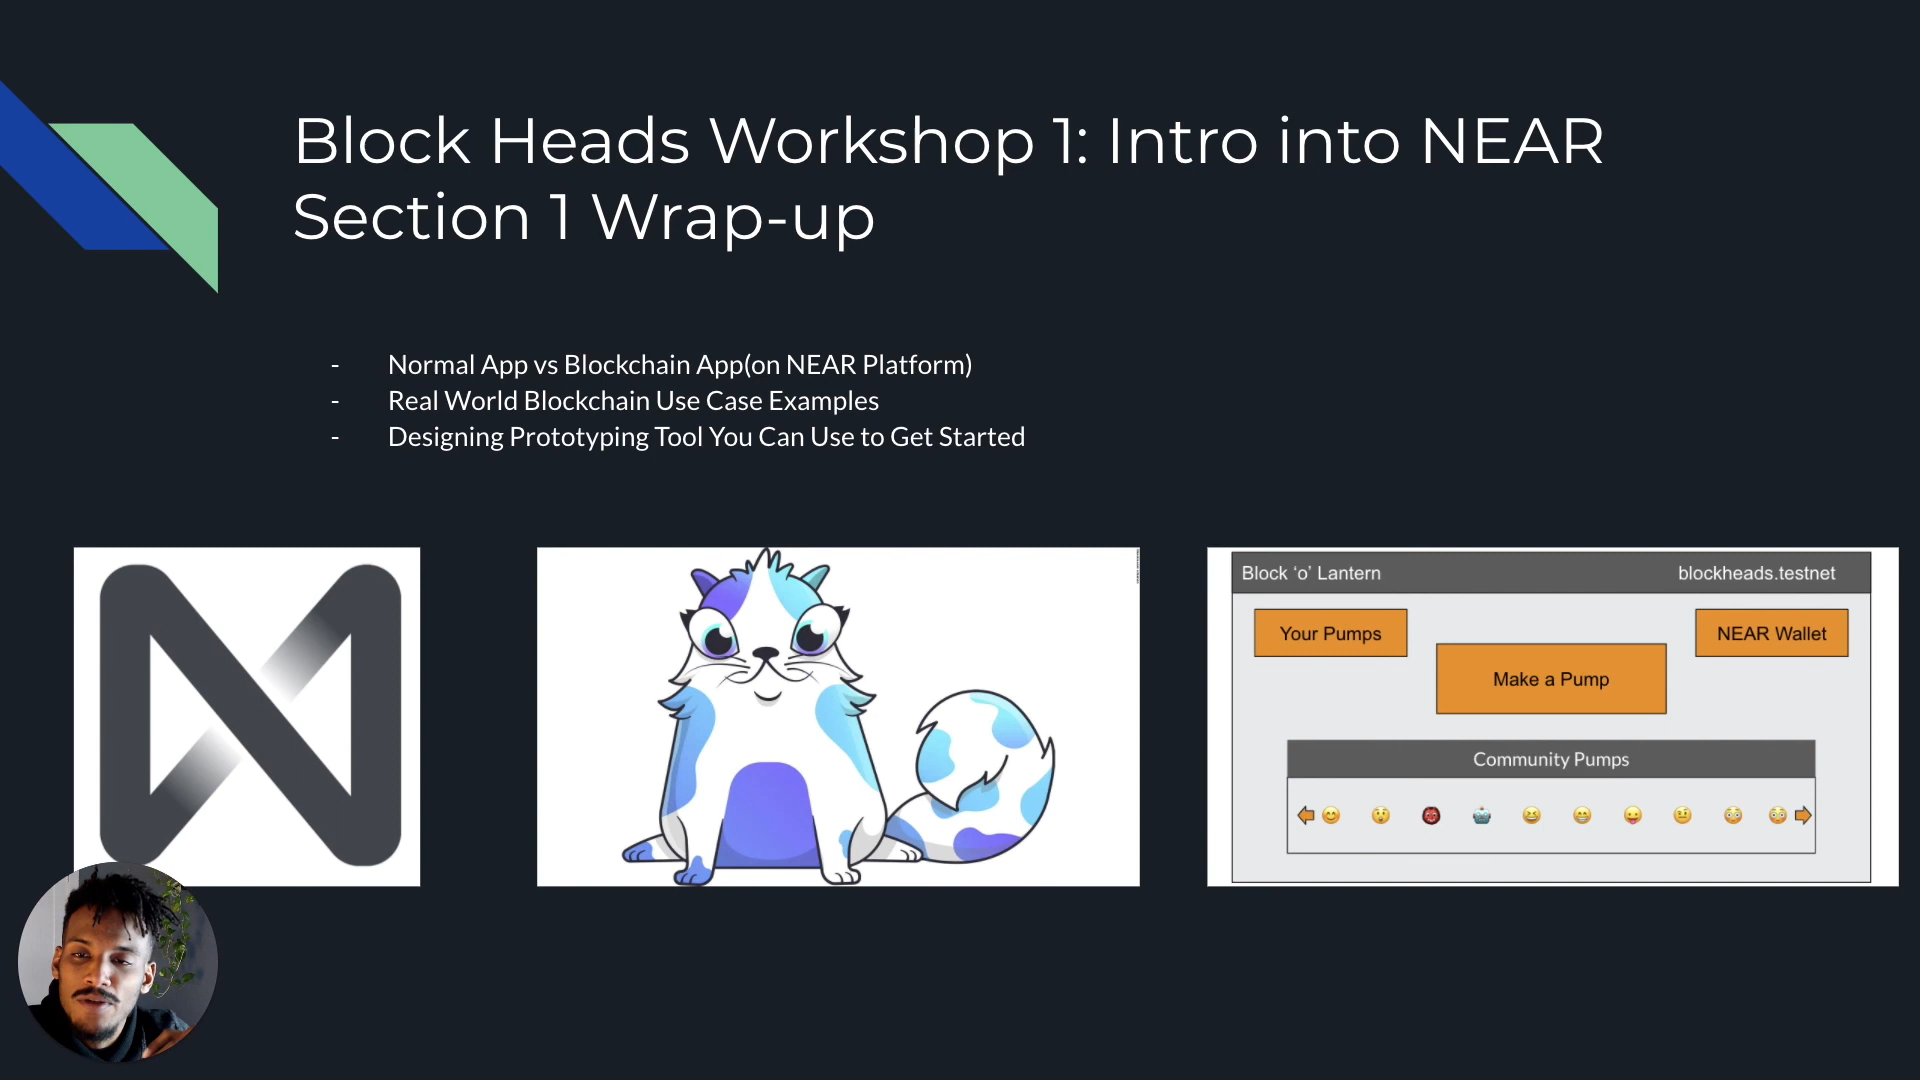 Block Heads Workshop 1: Intro into NEAR
Section 1 Wrap-up
- Normal App vs Blockchain App(on NEAR Platform)
- Real World Blockchain Use Case Examples
- Designing Prototyping Tool You Can Use to Get Started
Block ‘o’ Lantern
blockheads.testnet
Your Pumps
NEAR Wallet
Make a Pump
Community Pumps